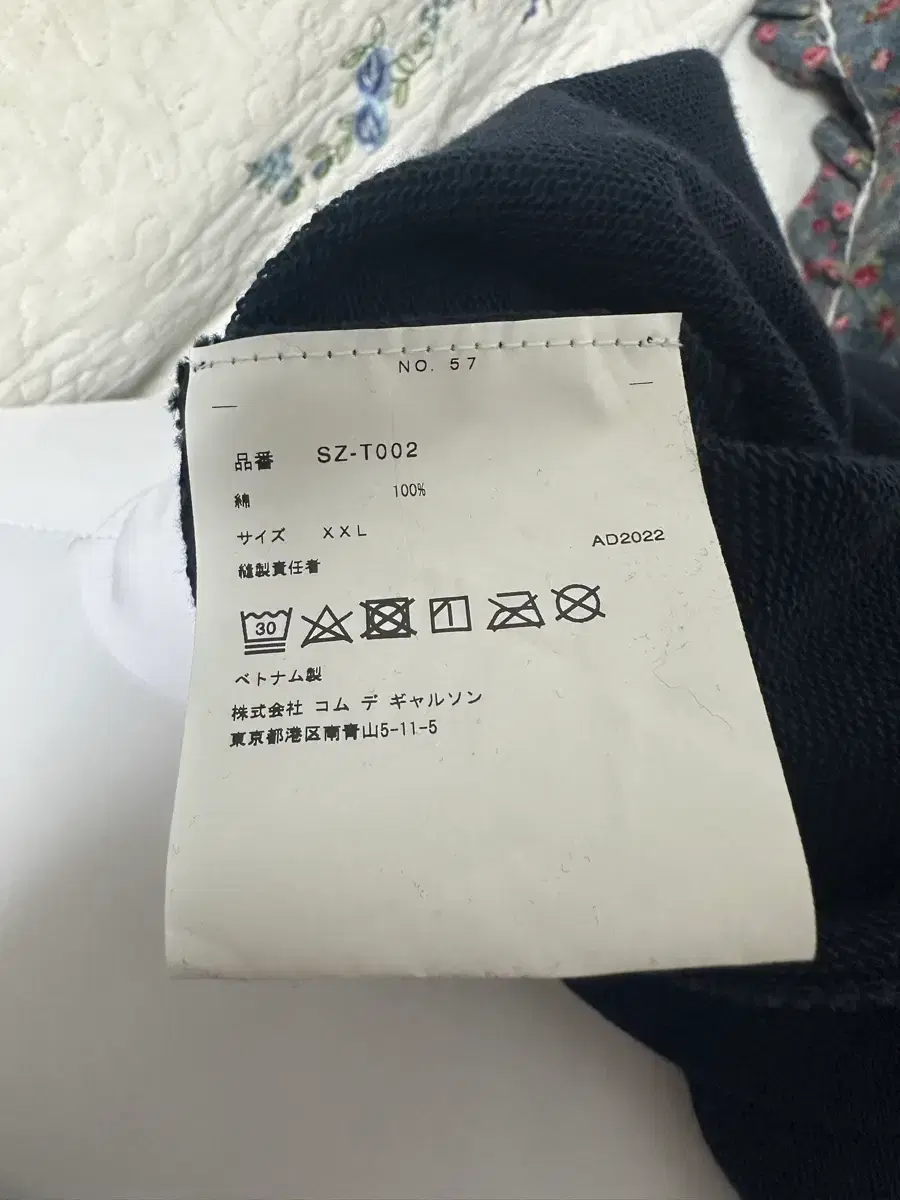 NO. 57
品番 SZ-T002
綿 100%
サイズ XXL
AD2022
縫製責任者
30
ベトナム製
株式会社 コム デ ギャルソン
東京都港区南青山5-11-5